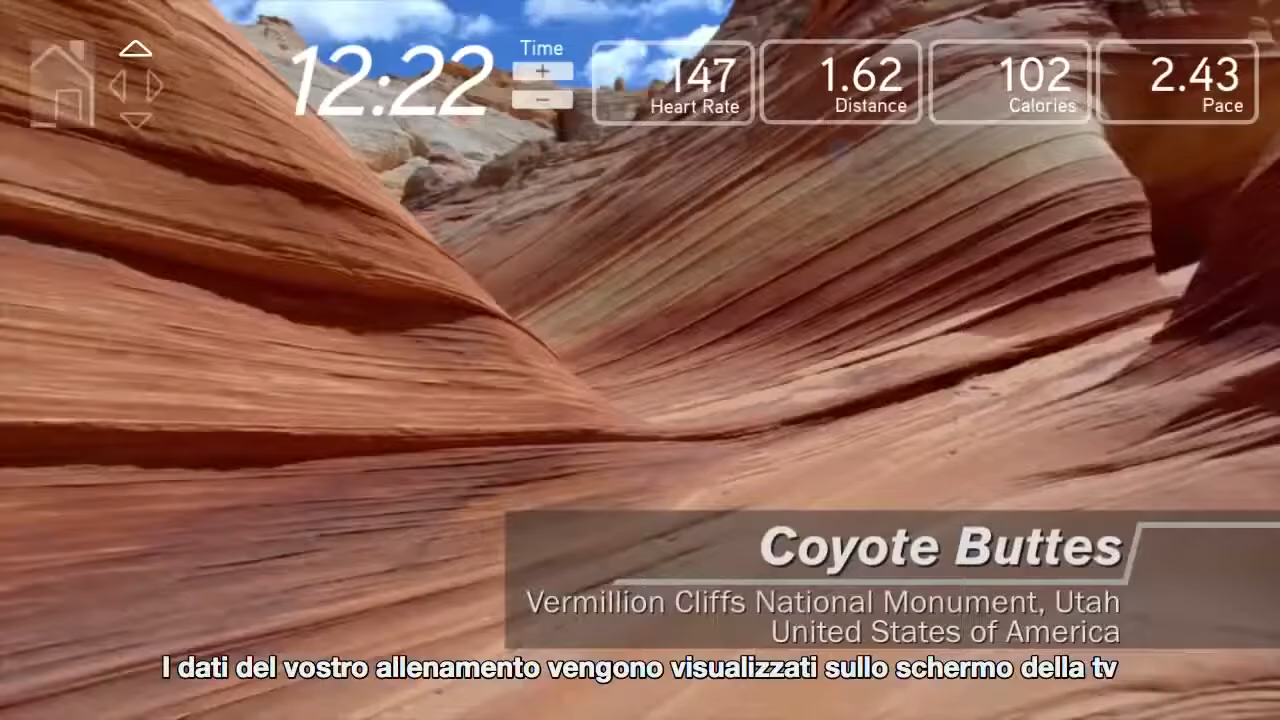 12:22
Time
+
-
147
Heart Rate
1.62
Distance
102
Calories
2.43
Pace
Coyote Buttes
Vermillion Cliffs National Monument, Utah
United States of America
I dati del vostro allenamento vengono visualizzati sullo schermo della tv